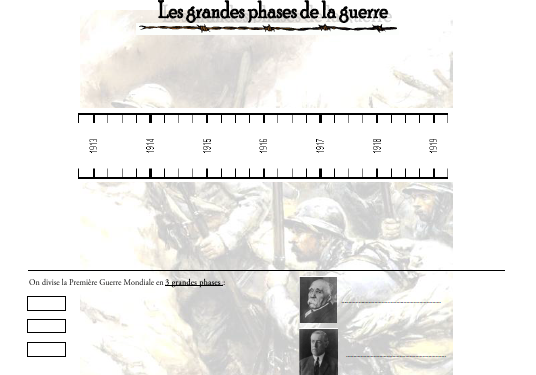 Les grandes phases de la guerre
1913 1914 1915 1916 1917 1918 1919
On divise la Première Guerre Mondiale en 3 grandes phases :